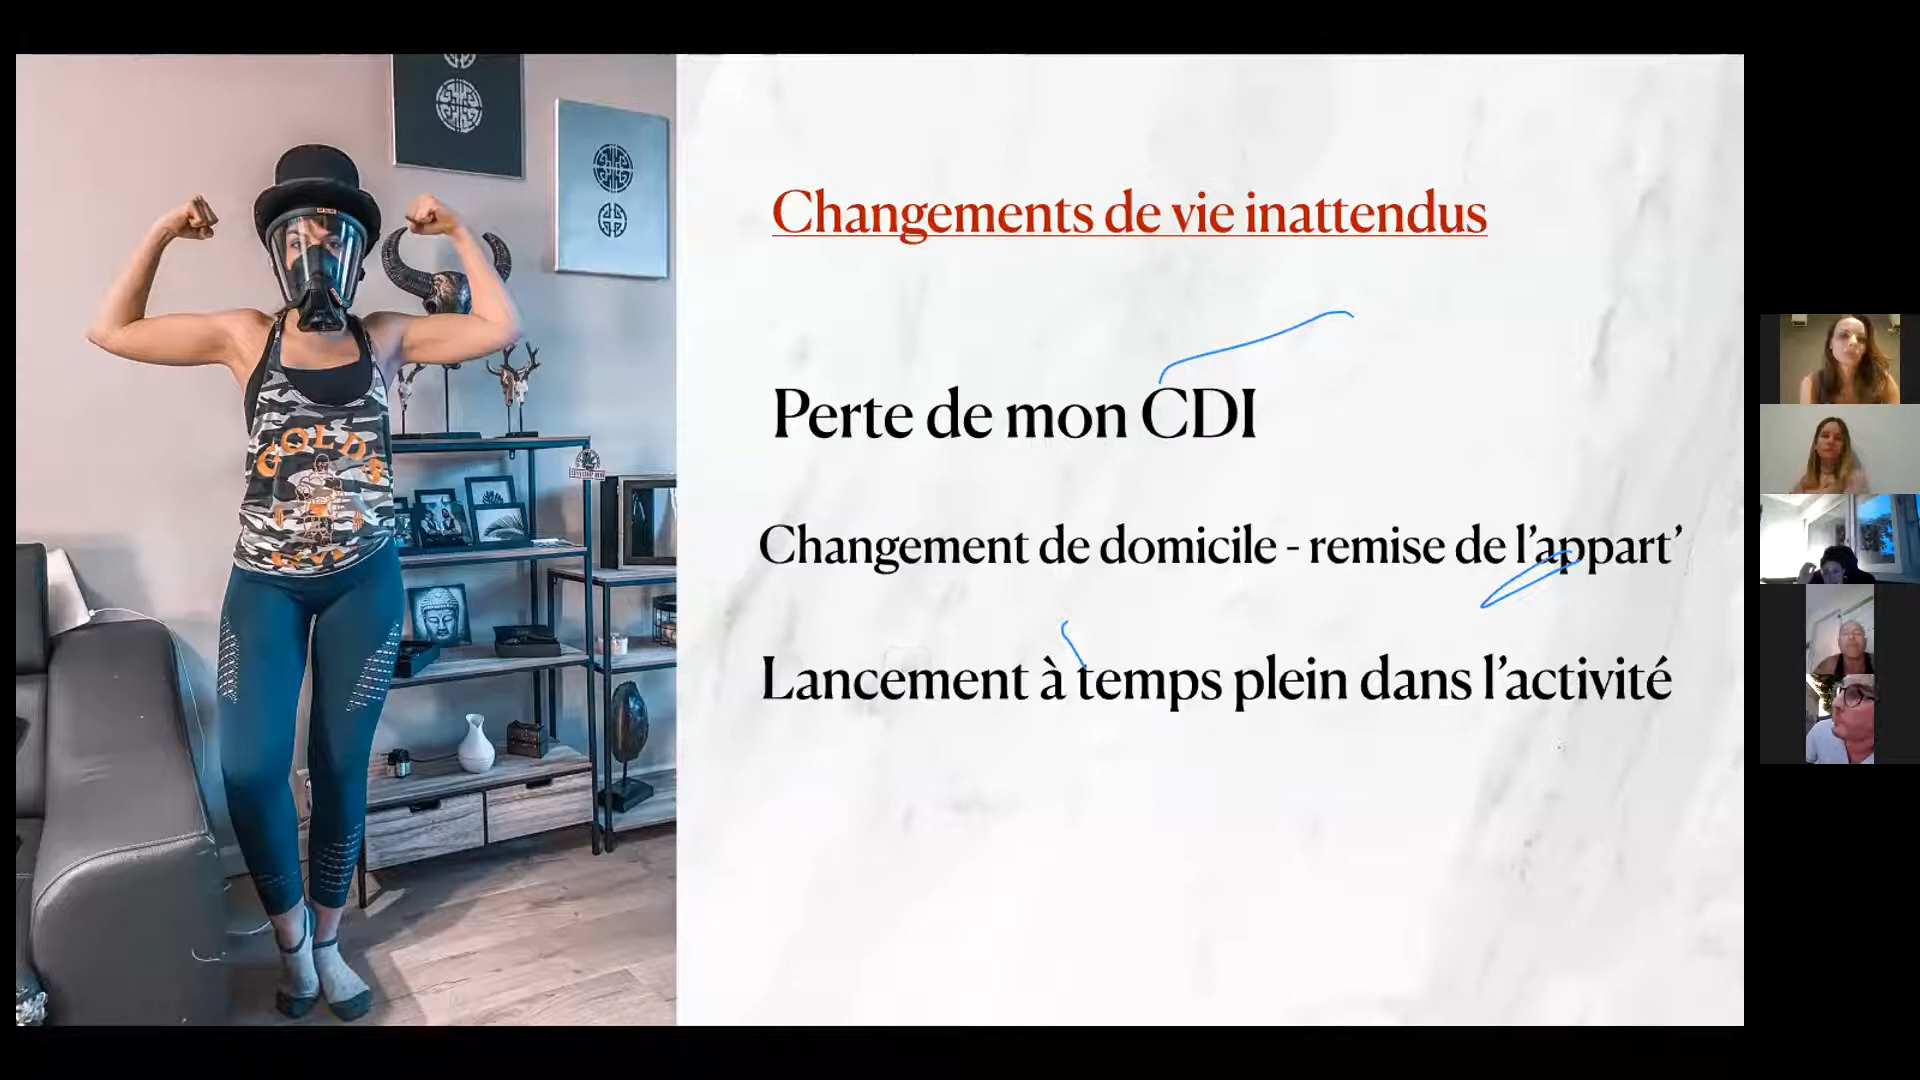 Changements de vie inattendus
Perte de mon CDI
Changement de domicile - remise de l'appart'
Lancement à temps plein dans l'activité
GOLD'S